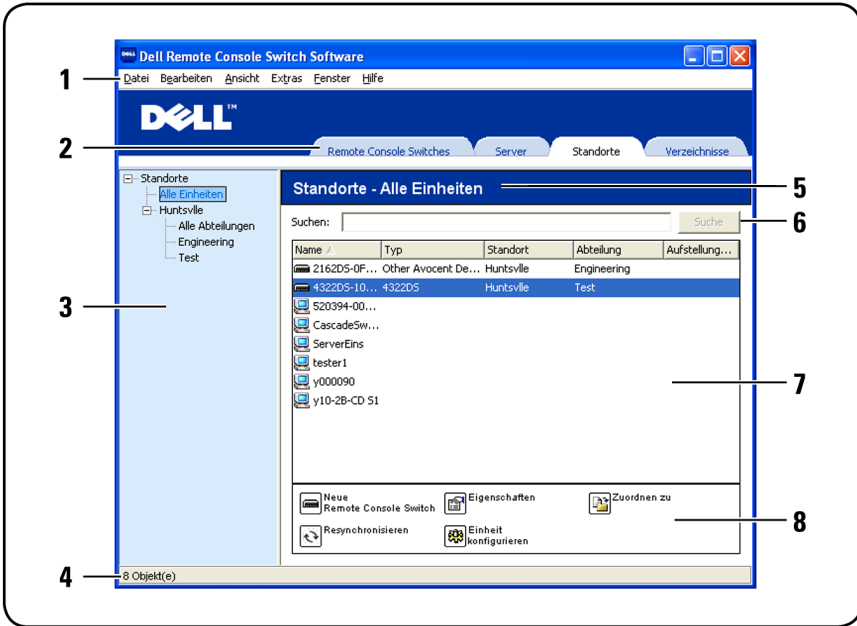 Dell Remote Console Switch Software
1
Datei Bearbeiten Ansicht Extras Fenster Hilfe
DELL™
2
Remote Console Switches Server Standorte Verzeichnisse
Standorte
Alle Einheiten
Huntsvlle
Alle Abteilungen
Engineering
Test
3
Standorte - Alle Einheiten
5
Suchen: Suche
6
Name Typ Standort Abteilung Aufstellung...
2162DS-0F... Other Avocent De... Huntsvlle Engineering
4322DS-10... 4322DS Huntsvlle Test
520394-00...
CascadeSw...
ServerEins
tester1
y000090
y10-2B-CD S1
7
Neue
Remote Console Switch
Eigenschaften
Zuordnen zu
Resynchronisieren
Einheit
konfigurieren
8
4
8 Objekt(e)